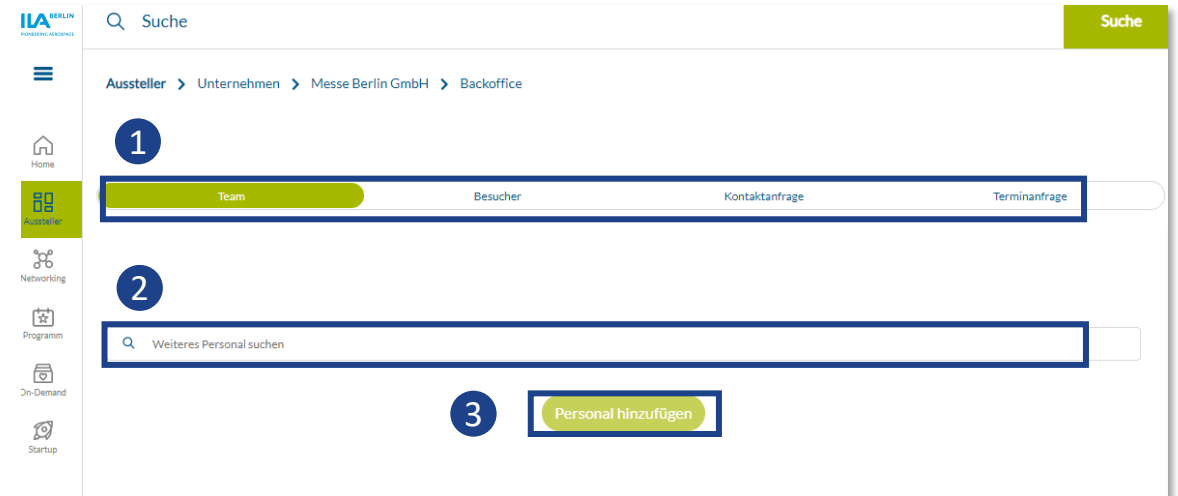 ILA BERLIN
PIONEERING AEROSPACE
Suche
Suche
Aussteller > Unternehmen > Messe Berlin GmbH > Backoffice
1
Home
Team Besucher Kontaktanfrage Terminanfrage
Aussteller
Networking
2
Programm
Weiteres Personal suchen
On-Demand
3
Personal hinzufügen
Startup